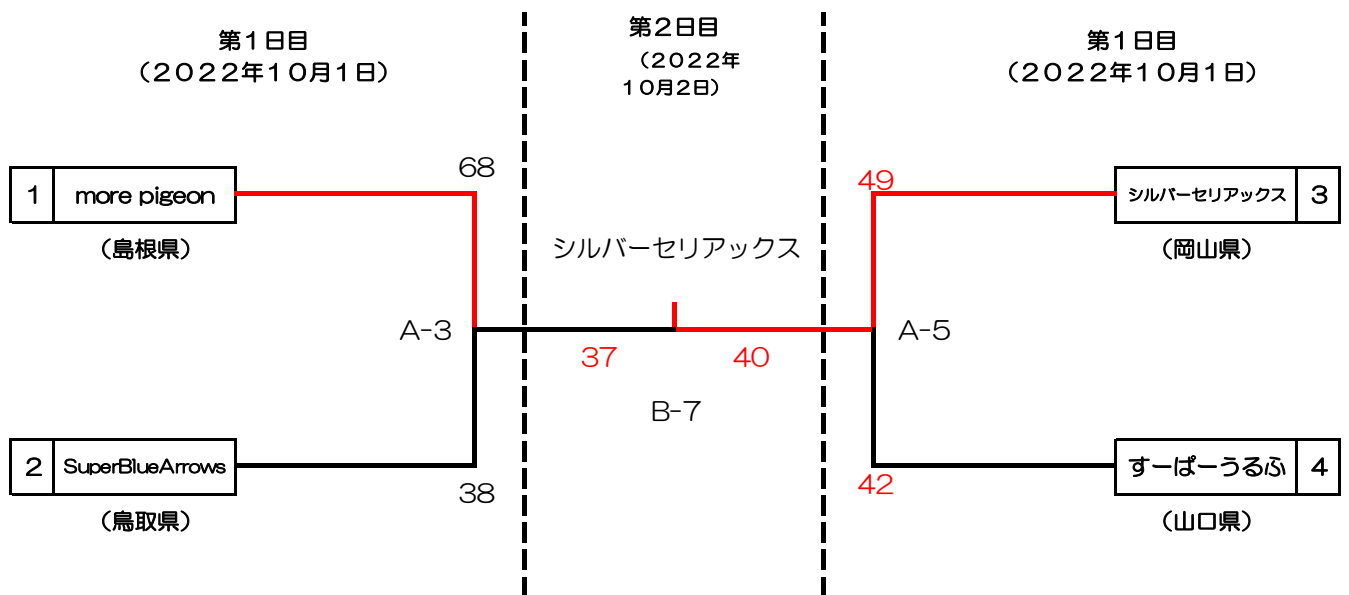 第１日目
（２０２２年１０月１日）
第２日目
（２０２２年
１０月２日）
第１日目
（２０２２年１０月１日）
1 more pigeon
（島根県）
68
A-3
2 SuperBlueArrows
（鳥取県）
38
シルバーセリアックス
37
40
B-7
49
シルバーセリアックス 3
（岡山県）
A-5
42
すーぱーうるふ 4
（山口県）